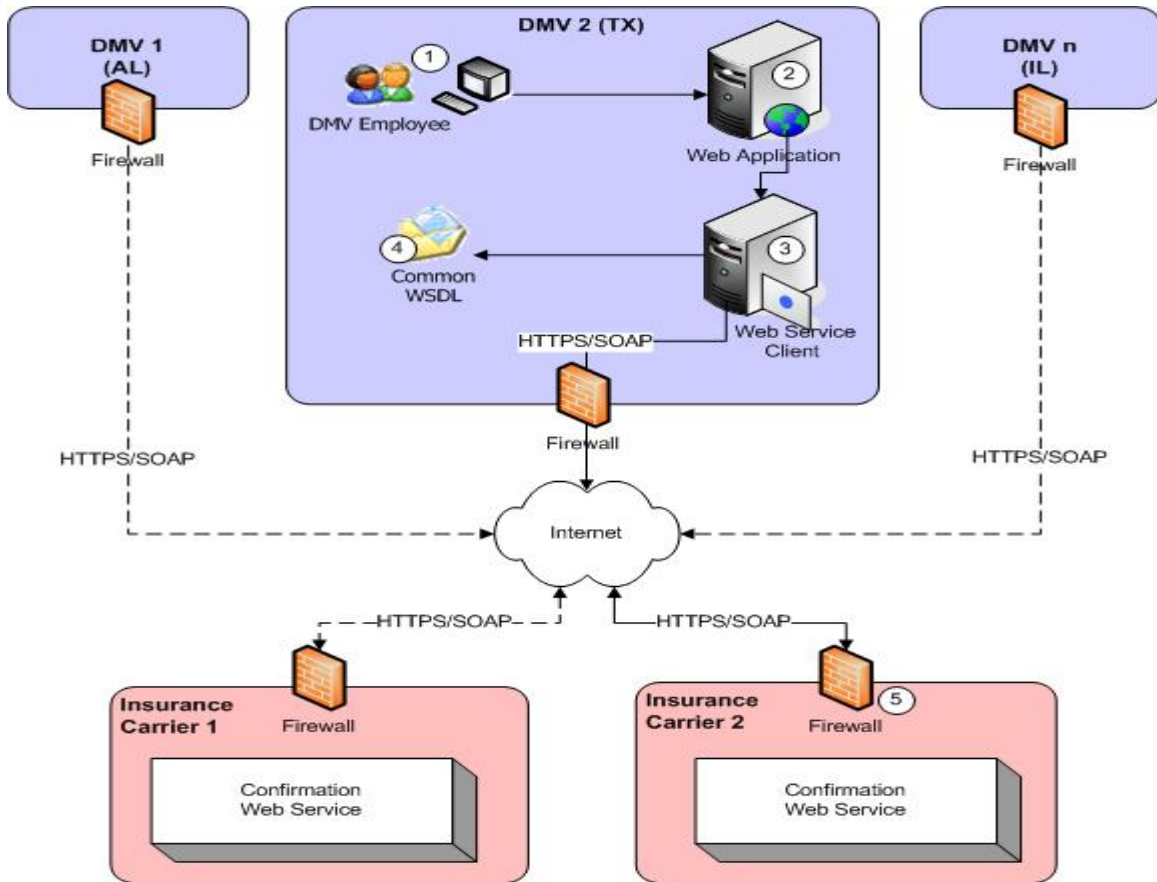 DMV 1
(AL)
Firewall
DMV 2 (TX)
1
DMV Employee
2
Web Application
4
Common
WSDL
3
Web Service
Client
HTTPS/SOAP
Firewall
DMV n
(IL)
Firewall
HTTPS/SOAP
HTTPS/SOAP
Internet
HTTPS/SOAP
HTTPS/SOAP
Insurance
Carrier 1
Firewall
Confirmation
Web Service
Insurance
Carrier 2
5
Firewall
Confirmation
Web Service